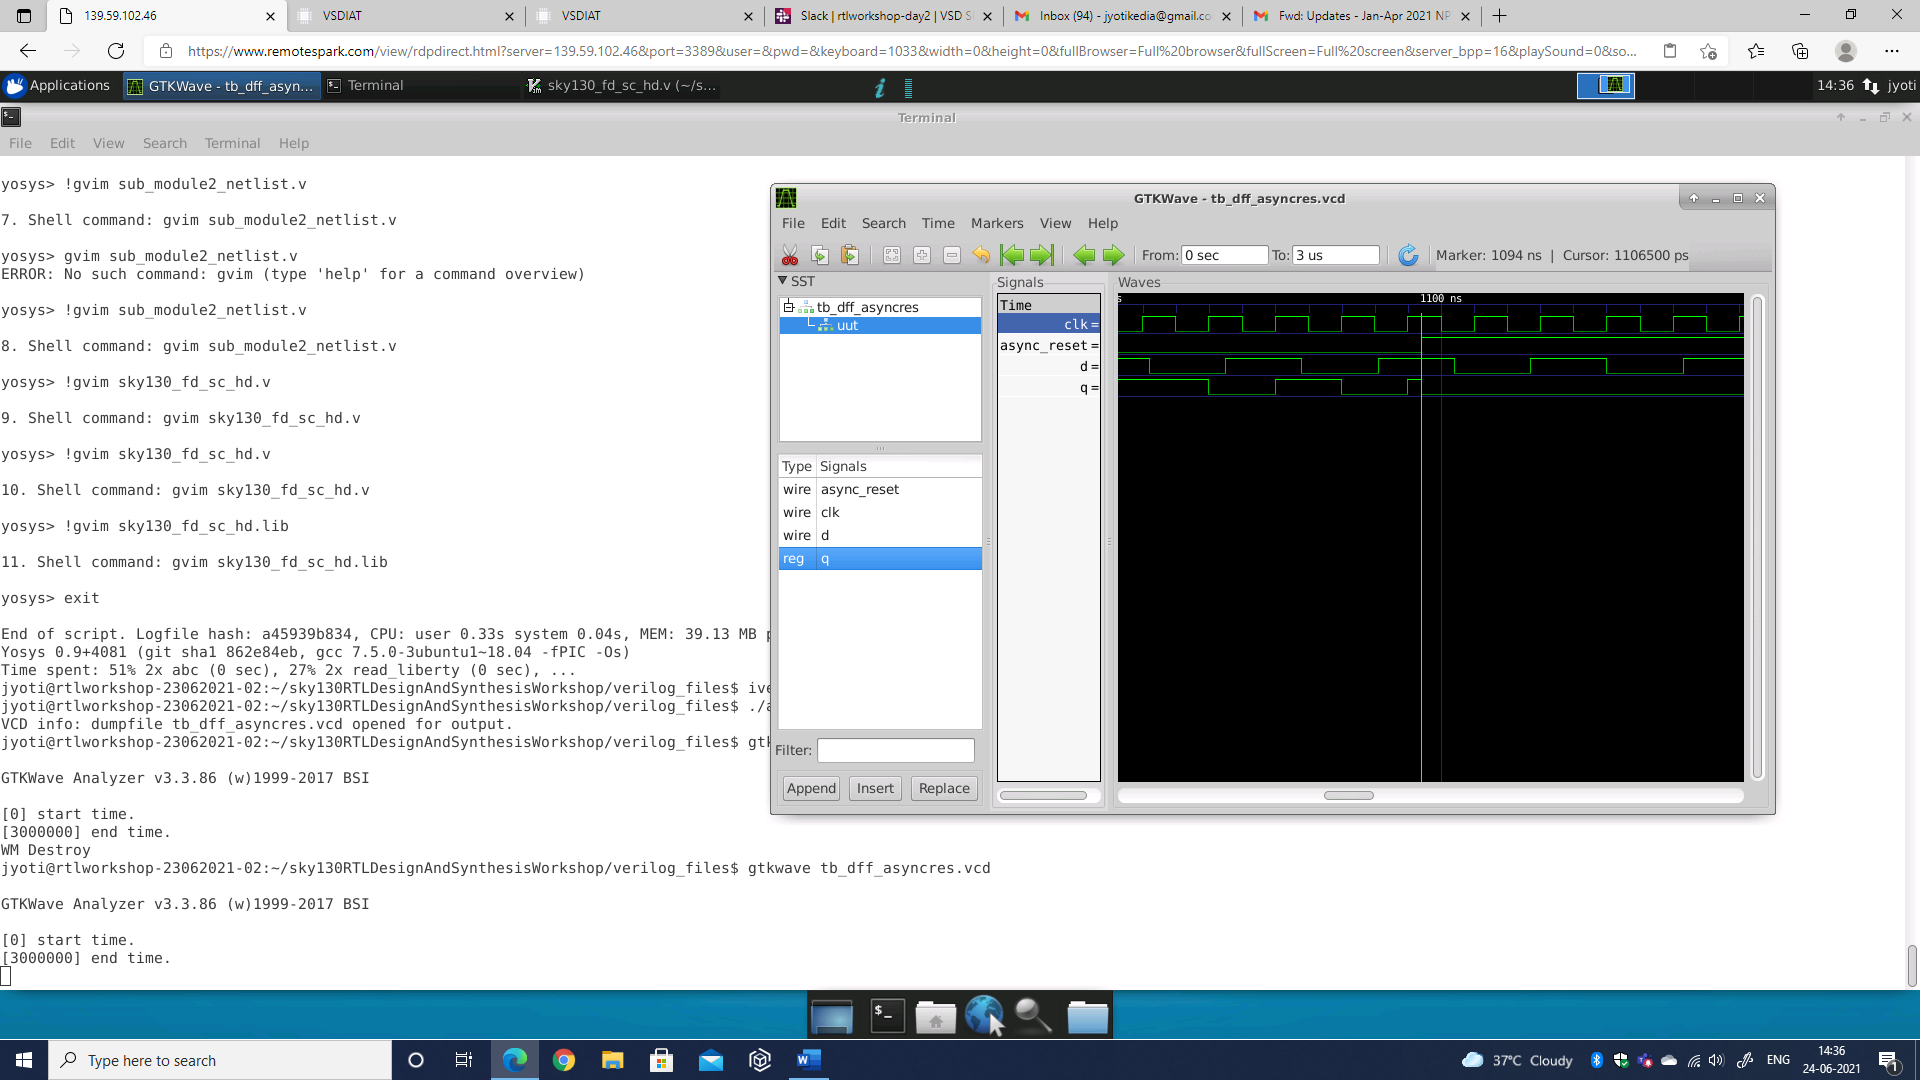 139.59.102.46
VSDIAT
VSDIAT
Slack | rtlworkshop-day2 | VSD S
Inbox (94) - jyotikedia@gmail.co
Fwd: Updates - Jan-Apr 2021 NP
https://www.remotespark.com/view/rdpdirect.html?server=139.59.102.46&port=3389&user=&pwd=&keyboard=1033&width=0&height=0&fullBrowser=Full%20browser&fullScreen=Full%20screen&server_bpp=16&playSound=0&so...
Applications
GTKWave - tb_dff_asyn...
Terminal
sky130_fd_sc_hd.v (~/s...
14:36
jyoti
Terminal
File Edit View Search Terminal Help
yosys> !gvim sub_module2_netlist.v
7. Shell command: gvim sub_module2_netlist.v
yosys> gvim sub_module2_netlist.v
ERROR: No such command: gvim (type 'help' for a command overview)
yosys> !gvim sub_module2_netlist.v
8. Shell command: gvim sub_module2_netlist.v
yosys> !gvim sky130_fd_sc_hd.v
9. Shell command: gvim sky130_fd_sc_hd.v
yosys> !gvim sky130_fd_sc_hd.v
10. Shell command: gvim sky130_fd_sc_hd.v
yosys> !gvim sky130_fd_sc_hd.lib
11. Shell command: gvim sky130_fd_sc_hd.lib
yosys> exit
End of script. Logfile hash: a45939b834, CPU: user 0.33s system 0.04s, MEM: 39.13 MB p
Yosys 0.9+4081 (git sha1 862e84eb, gcc 7.5.0-3ubuntu1~18.04 -fPIC -Os)
Time spent: 51% 2x abc (0 sec), 27% 2x read_liberty (0 sec), ...
jyoti@rtlworkshop-23062021-02:~/sky130RTLDesignAndSynthesisWorkshop/verilog_files$ ive
jyoti@rtlworkshop-23062021-02:~/sky130RTLDesignAndSynthesisWorkshop/verilog_files$ ./a
VCD info: dumpfile tb_dff_asyncres.vcd opened for output.
jyoti@rtlworkshop-23062021-02:~/sky130RTLDesignAndSynthesisWorkshop/verilog_files$ gtk
GTKWave Analyzer v3.3.86 (w)1999-2017 BSI
[0] start time.
[3000000] end time.
WM Destroy
jyoti@rtlworkshop-23062021-02:~/sky130RTLDesignAndSynthesisWorkshop/verilog_files$ gtkwave tb_dff_asyncres.vcd
GTKWave Analyzer v3.3.86 (w)1999-2017 BSI
[0] start time.
[3000000] end time.
GTKWave - tb_dff_asyncres.vcd
File Edit Search Time Markers View Help
From: 0 sec To: 3 us Marker: 1094 ns | Cursor: 1106500 ps
SST
tb_dff_asyncres
uut
Type Signals
wire async_reset
wire clk
wire d
reg q
Filter:
Append Insert Replace
Signals
Time
clk=
async_reset=
d=
q=
Waves
s 1100 ns
Type here to search
37°C Cloudy
ENG
14:36
24-06-2021
1